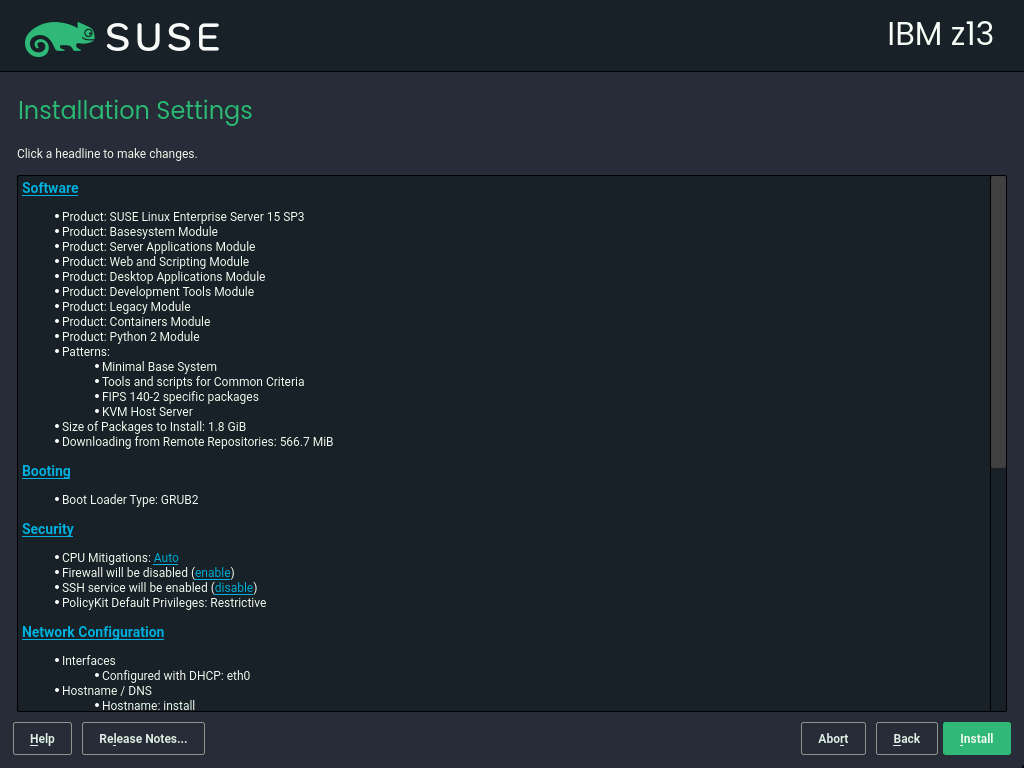 SUSE
IBM z13
Installation Settings
Click a headline to make changes.
Software
• Product: SUSE Linux Enterprise Server 15 SP3
• Product: Basesystem Module
• Product: Server Applications Module
• Product: Web and Scripting Module
• Product: Desktop Applications Module
• Product: Development Tools Module
• Product: Legacy Module
• Product: Containers Module
• Product: Python 2 Module
• Patterns:
• Minimal Base System
• Tools and scripts for Common Criteria
• FIPS 140-2 specific packages
• KVM Host Server
• Size of Packages to Install: 1.8 GiB
• Downloading from Remote Repositories: 566.7 MiB
Booting
• Boot Loader Type: GRUB2
Security
• CPU Mitigations: Auto
• Firewall will be disabled (enable)
• SSH service will be enabled (disable)
• PolicyKit Default Privileges: Restrictive
Network Configuration
• Interfaces
• Configured with DHCP: eth0
• Hostname / DNS
• Hostname: install
Help Release Notes... Abort Back Install